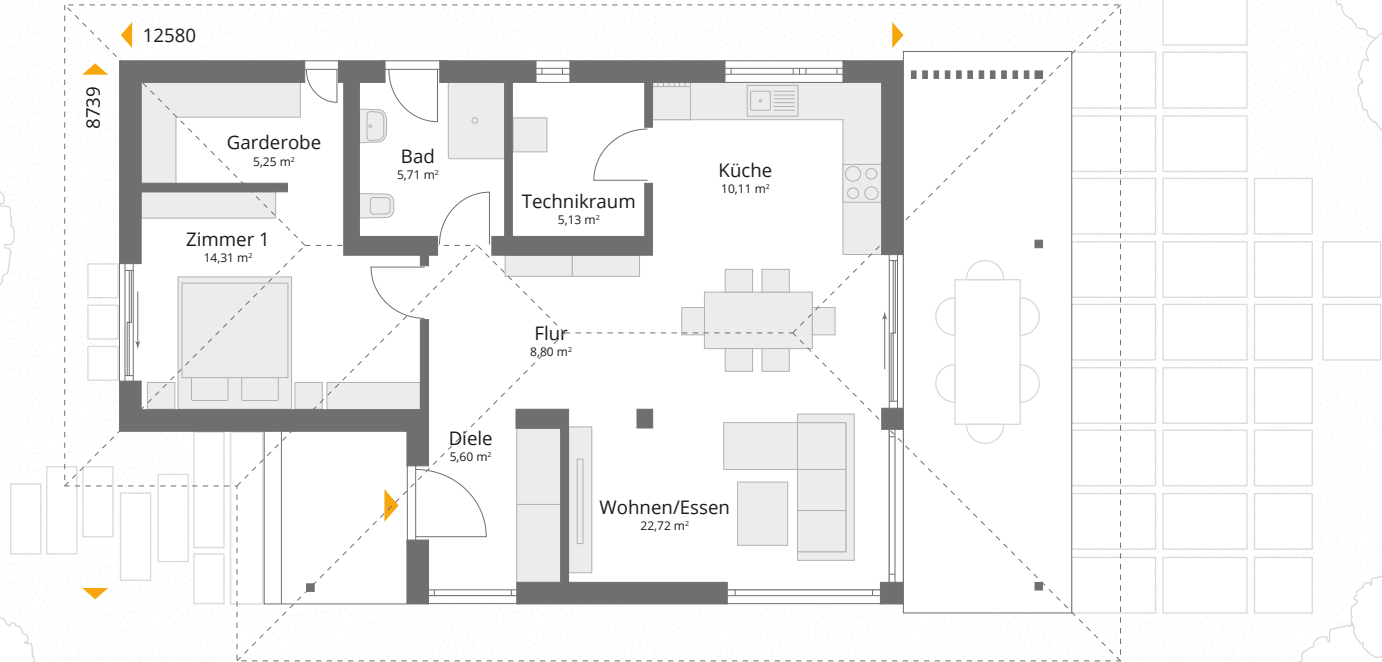 12580
8739
Garderobe
5,25 m²
Bad
5,71 m²
Küche
10,11 m²
Technikraum
5,13 m²
Zimmer 1
14,31 m²
Flur
8,80 m²
Diele
5,60 m²
Wohnen/Essen
22,72 m²